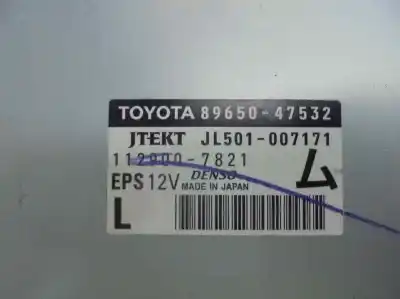 TOYOTA 89650-47532
JTEKT JL501-007171
112900-7821
EPS 12V DENSO
MADE IN JAPAN
L